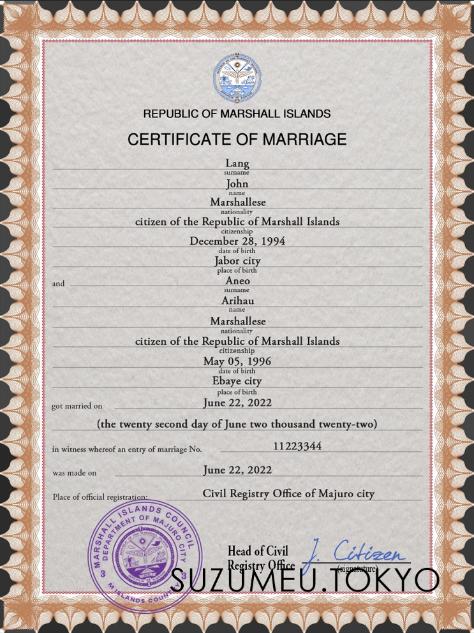 REPUBLIC OF MARSHALL ISLANDS
CERTIFICATE OF MARRIAGE
Lang
surname
John
name
Marshallese
nationality
citizen of the Republic of Marshall Islands
citizenship
December 28, 1994
date of birth
Jabor city
place of birth
and Aneo
surname
Arihau
name
Marshallese
nationality
citizen of the Republic of Marshall Islands
citizenship
May 05, 1996
date of birth
Ebaye city
place of birth
got married on June 22, 2022
(the twenty second day of June two thousand twenty-two)
in witness whereof an entry of marriage No. 11223344
was made on June 22, 2022
Place of official registration: Civil Registry Office of Majuro city
MARSHALL ISLANDS COUNCIL
DEPARTMENT OF MAJURO CITY
Head of Civil
Registry Office J. Citizen
(signature)
SUZUMEU.TOKYO